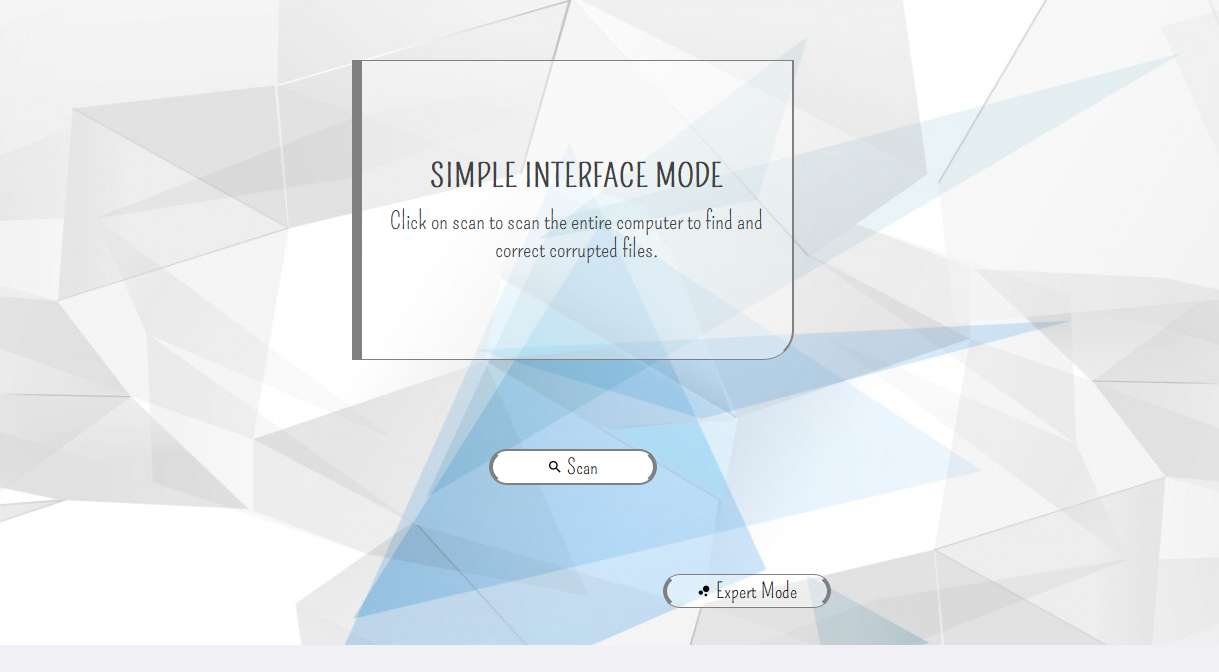 SIMPLE INTERFACE MODE
Click on scan to scan the entire computer to find and
correct corrupted files.
Scan
Expert Mode